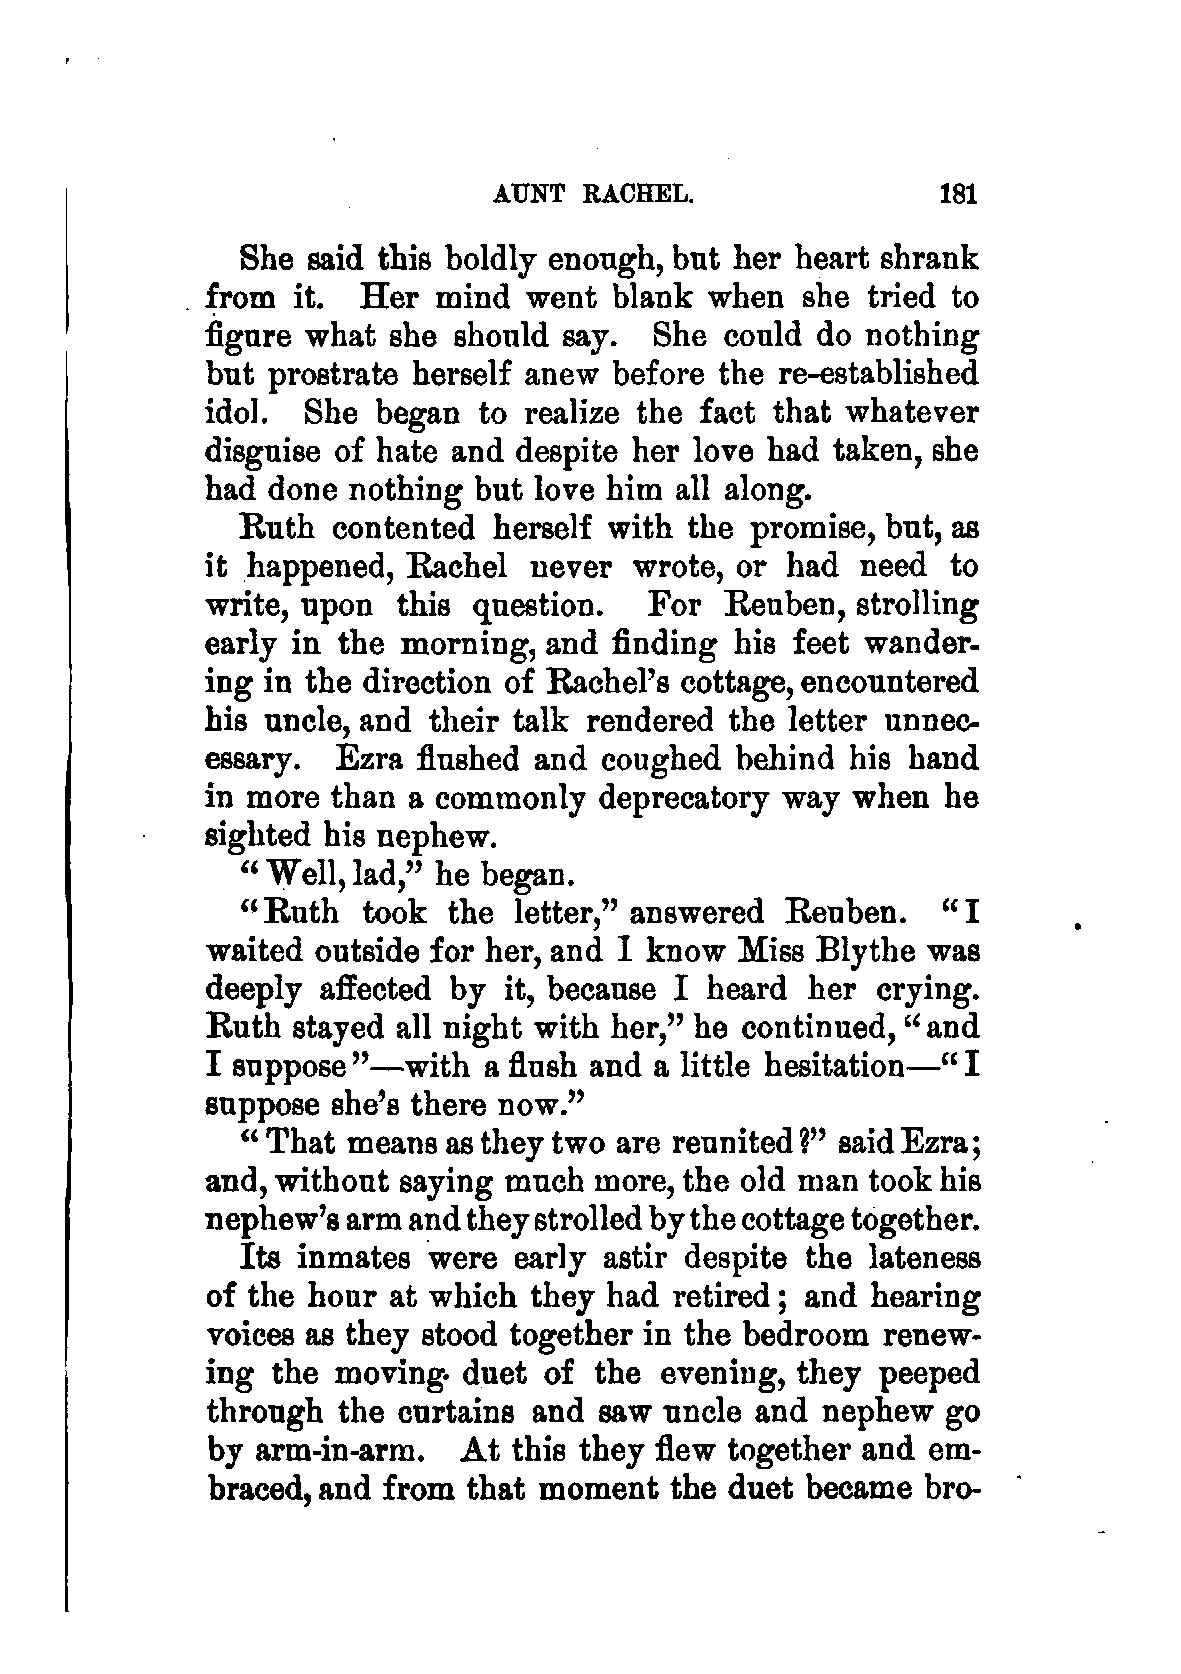 AUNT RACHEL. 181
She said this boldly enough, but her heart shrank
from it. Her mind went blank when she tried to
figure what she should say. She could do nothing
but prostrate herself anew before the re-established
idol. She began to realize the fact that whatever
disguise of hate and despite her love had taken, she
had done nothing but love him all along.
Ruth contented herself with the promise, but, as
it happened, Rachel never wrote, or had need to
write, upon this question. For Reuben, strolling
early in the morning, and finding his feet wander-
ing in the direction of Rachel's cottage, encountered
his uncle, and their talk rendered the letter unnec-
essary. Ezra flushed and coughed behind his hand
in more than a commonly deprecatory way when he
sighted his nephew.
“Well, lad,” he began.
“Ruth took the letter,” answered Reuben. “I
waited outside for her, and I know Miss Blythe was
deeply affected by it, because I heard her crying.
Ruth stayed all night with her,” he continued, “and
I suppose”—with a flush and a little hesitation—“I
suppose she's there now.”
“That means as they two are reunited?” said Ezra;
and, without saying much more, the old man took his
nephew's arm and they strolled by the cottage together.
Its inmates were early astir despite the lateness
of the hour at which they had retired; and hearing
voices as they stood together in the bedroom renew-
ing the moving duet of the evening, they peeped
through the curtains and saw uncle and nephew go
by arm-in-arm. At this they flew together and em-
braced, and from that moment the duet became bro-